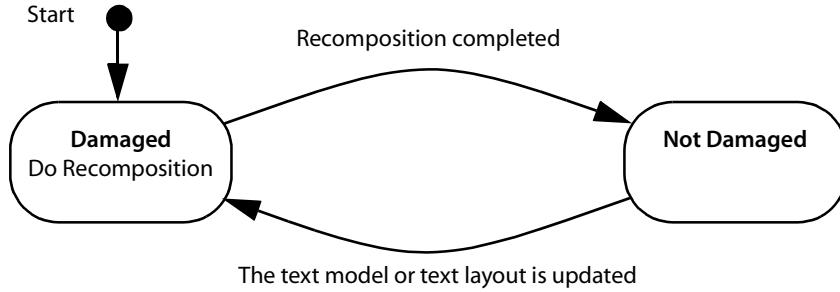 Start
Recomposition completed
Damaged
Do Recomposition
Not Damaged
The text model or text layout is updated